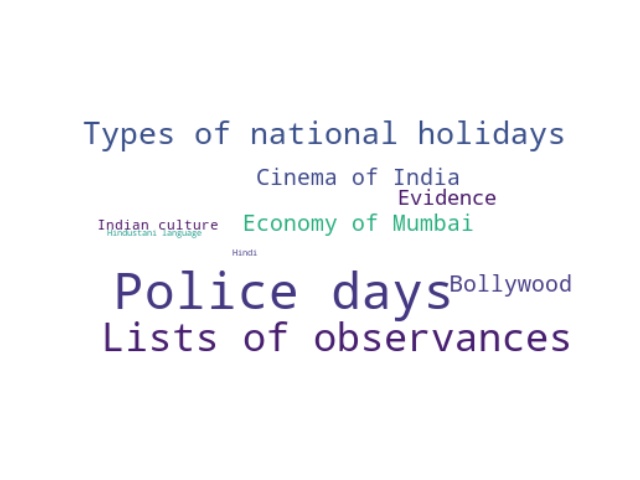 Types of national holidays
Cinema of India
Evidence
Indian culture
Economy of Mumbai
Hindustani language
Hindi
Police days
Bollywood
Lists of observances